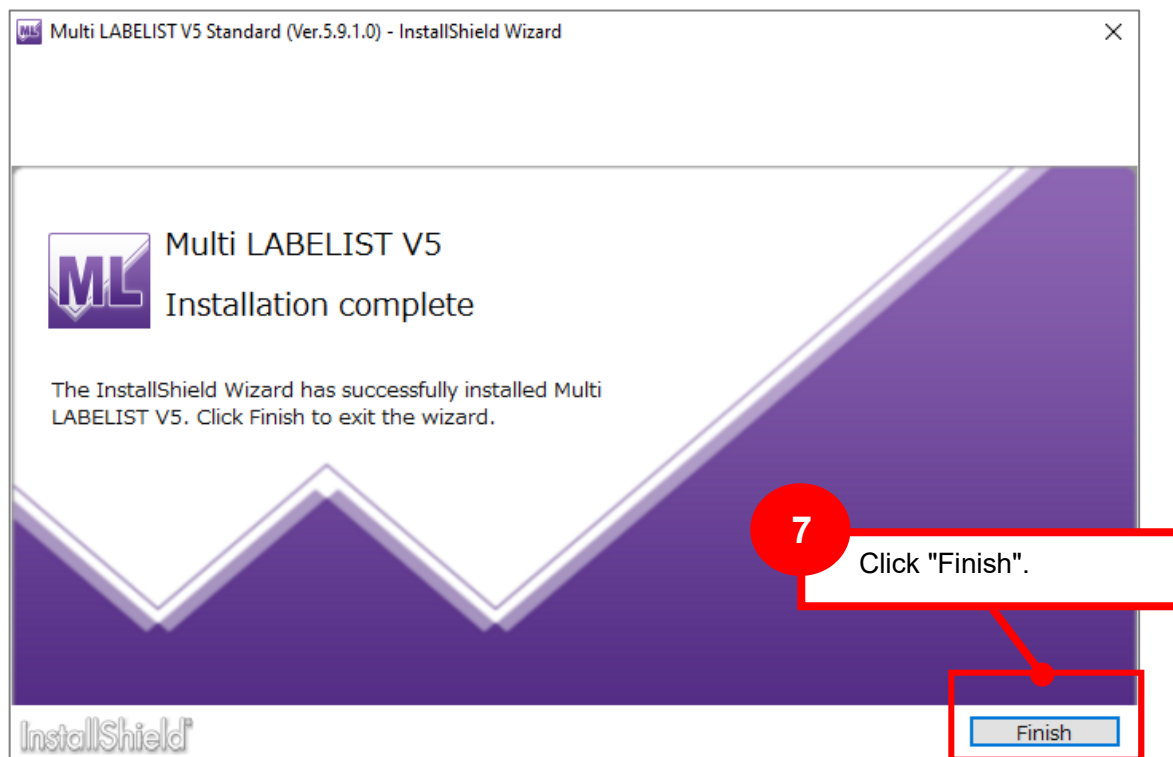 Multi LABELIST V5 Standard (Ver.5.9.1.0) - InstallShield Wizard
ML
Multi LABELIST V5
ML
Installation complete
The InstallShield Wizard has successfully installed Multi
LABELIST V5. Click Finish to exit the wizard.
7
Click "Finish".
InstallShield®
Finish